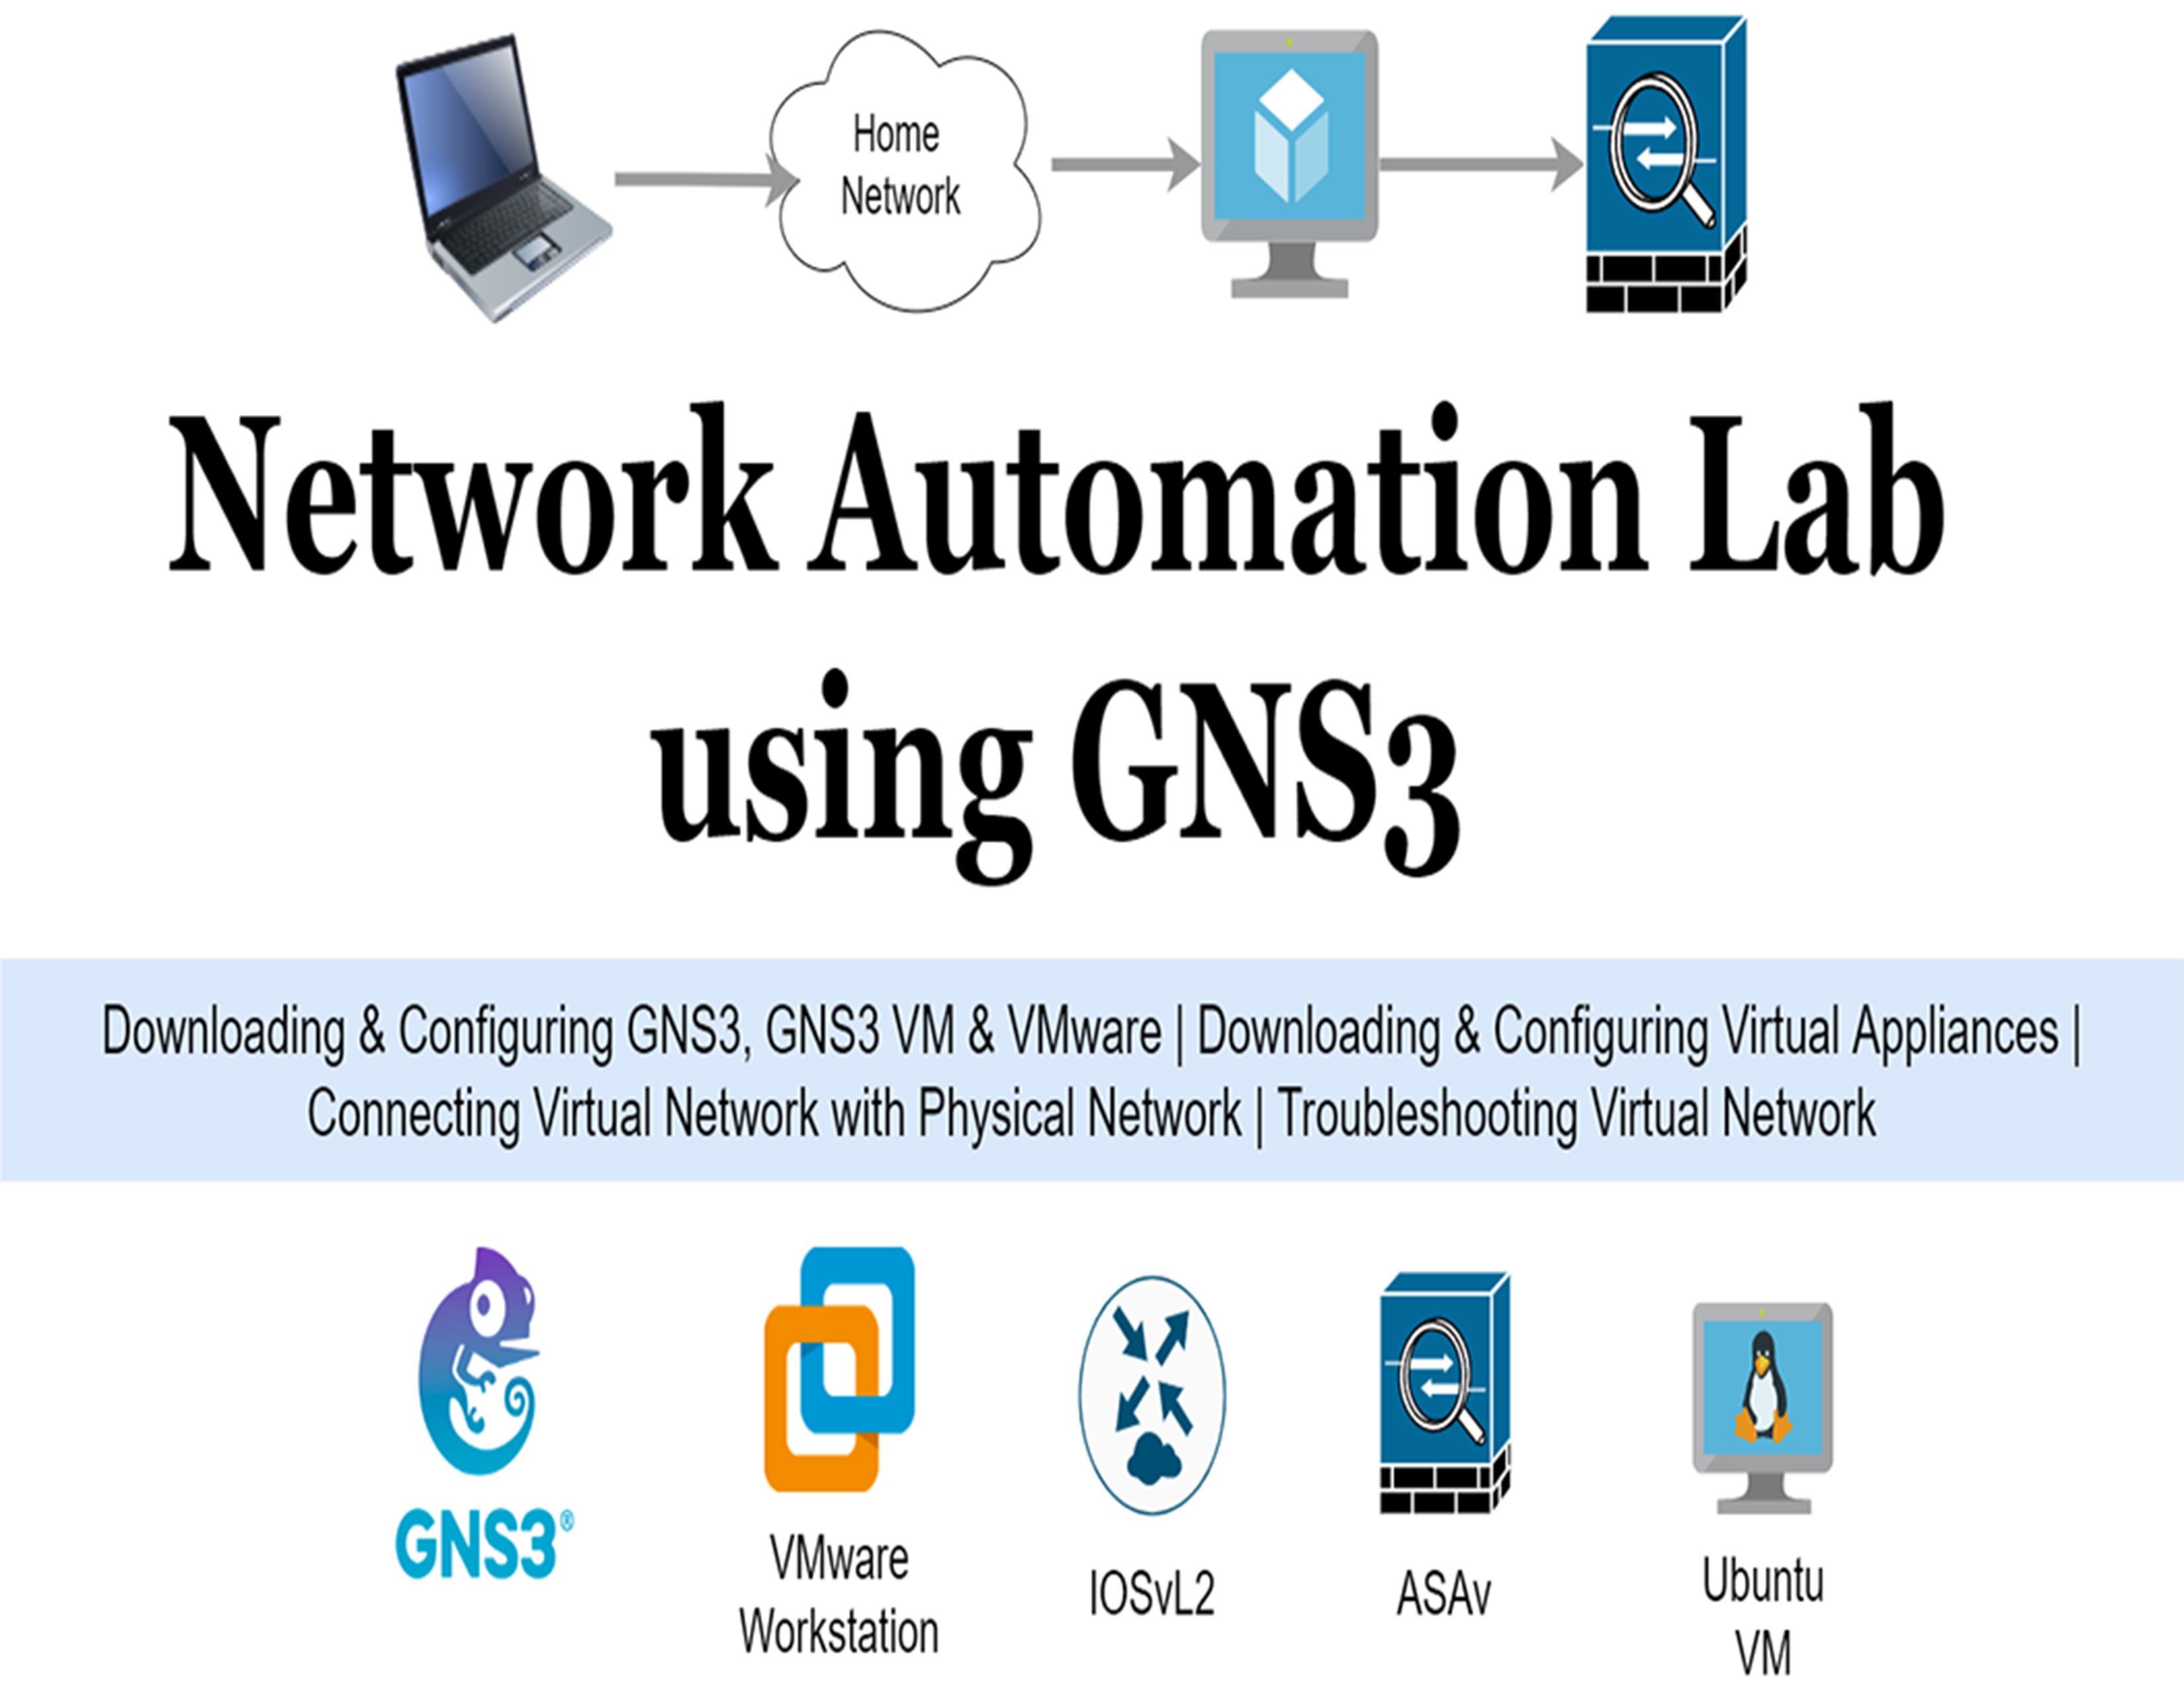 Home
Network
Network Automation Lab
using GNS3
Downloading & Configuring GNS3, GNS3 VM & VMware | Downloading & Configuring Virtual Appliances |
Connecting Virtual Network with Physical Network | Troubleshooting Virtual Network
GNS3®
VMware
Workstation
IOSvL2
ASAv
Ubuntu
VM